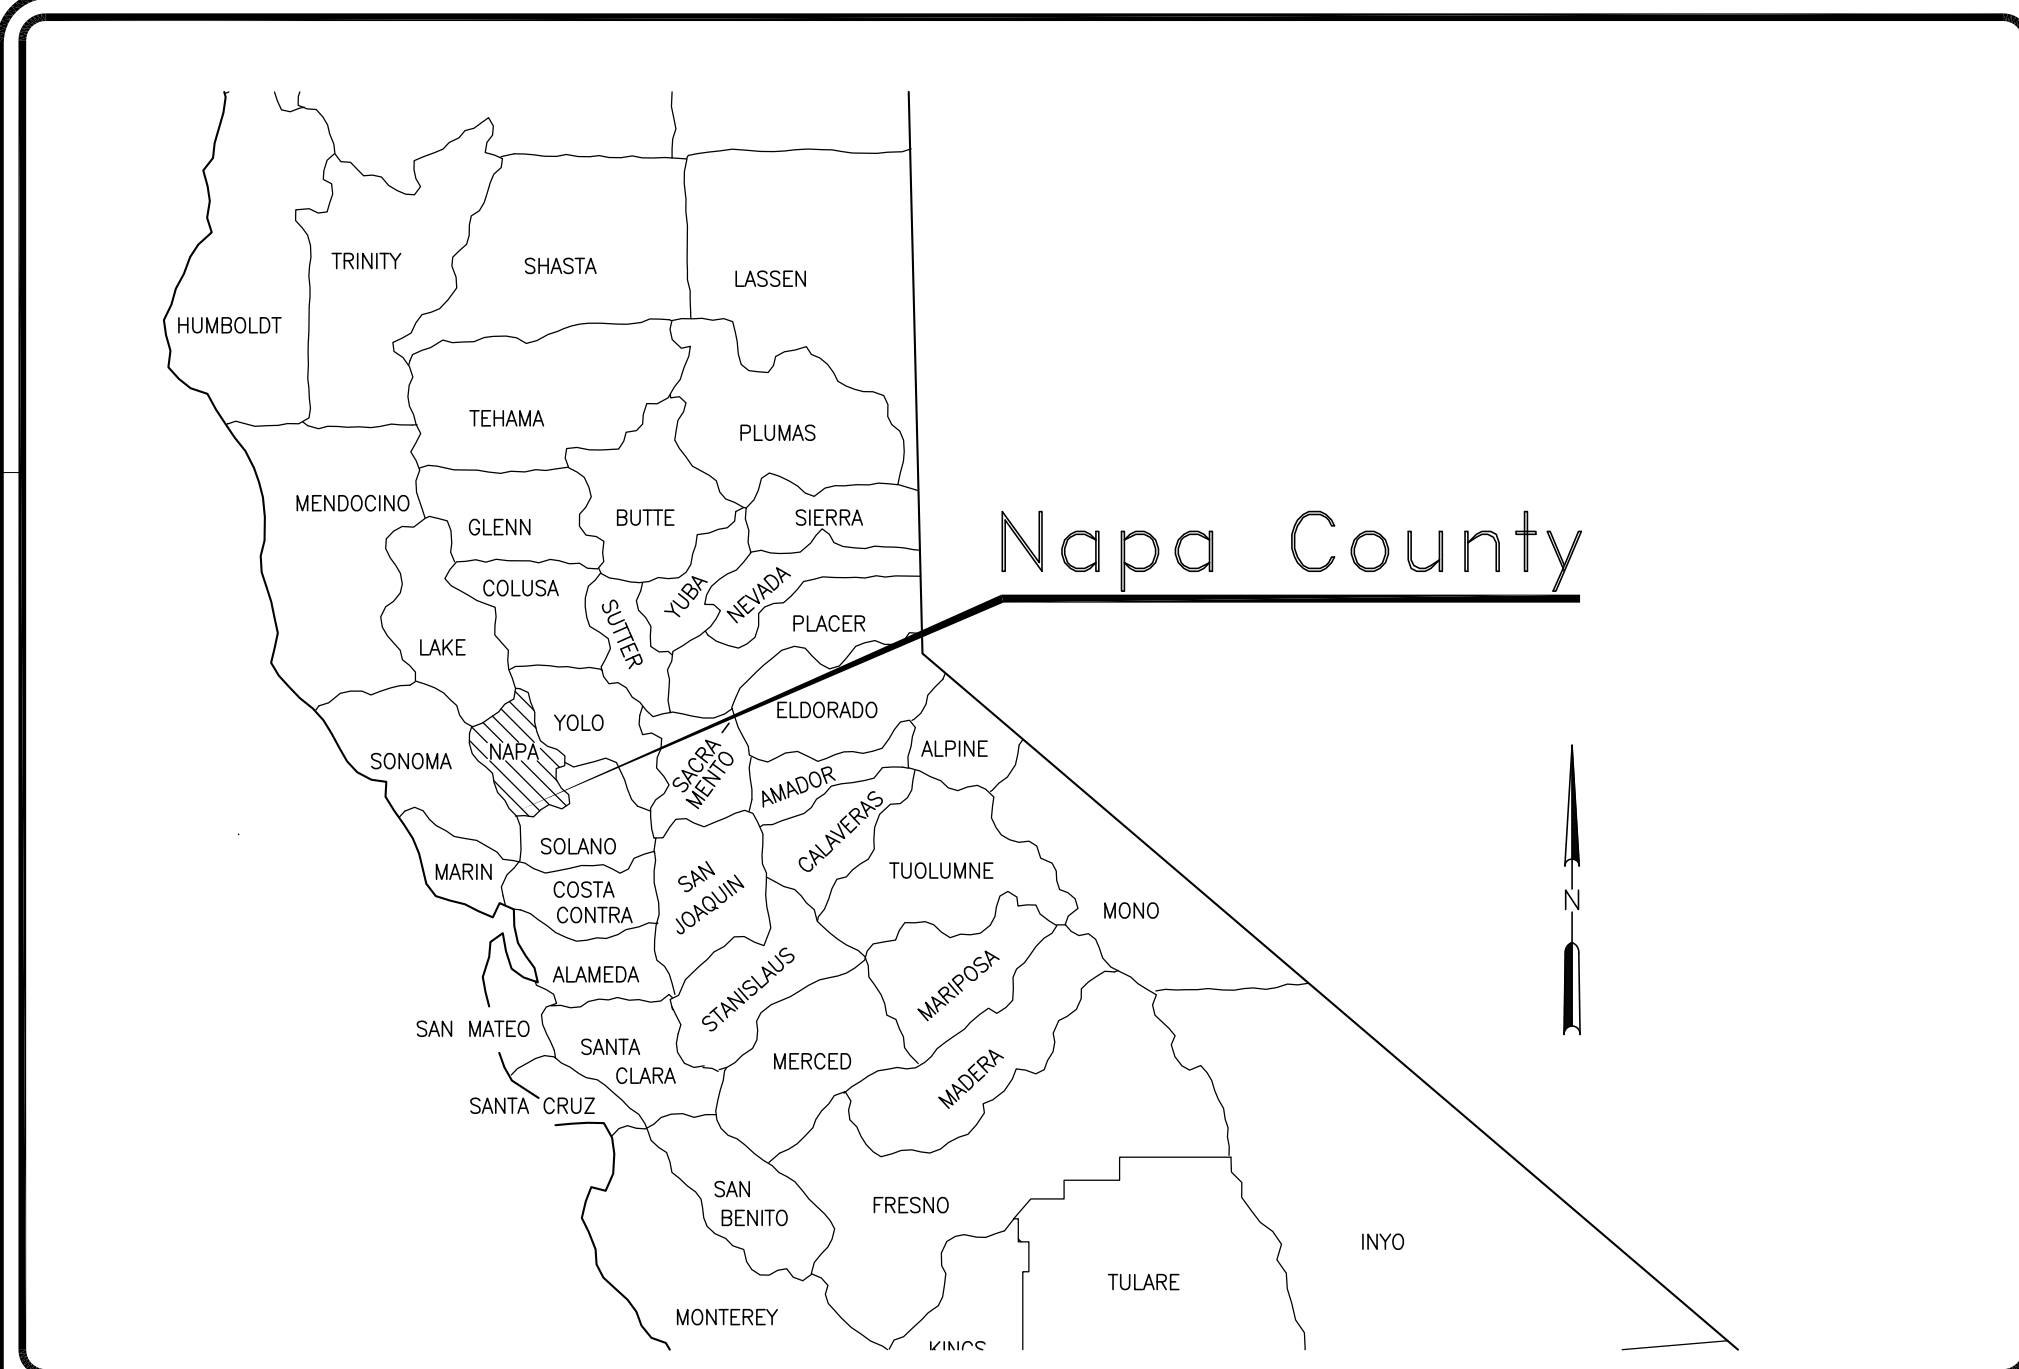 TRINITY
SHASTA
LASSEN
HUMBOLDT
TEHAMA
PLUMAS
MENDOCINO
GLENN
BUTTE
SIERRA
Napa County
COLUSA
YUBA
NEVADA
SUTTER
PLACER
LAKE
YOLO
ELDORADO
NAPA
SONOMA
SACRA –
MENTO
ALPINE
AMADOR
CALAVERAS
SOLANO
MARIN
SAN
JOAQUIN
TUOLUMNE
COSTA
CONTRA
MONO
N
ALAMEDA
STANISLAUS
MARIPOSA
SAN MATEO
SANTA
CLARA
MERCED
MADERA
SANTA CRUZ
SAN
BENITO
FRESNO
INYO
TULARE
MONTEREY
KINGS